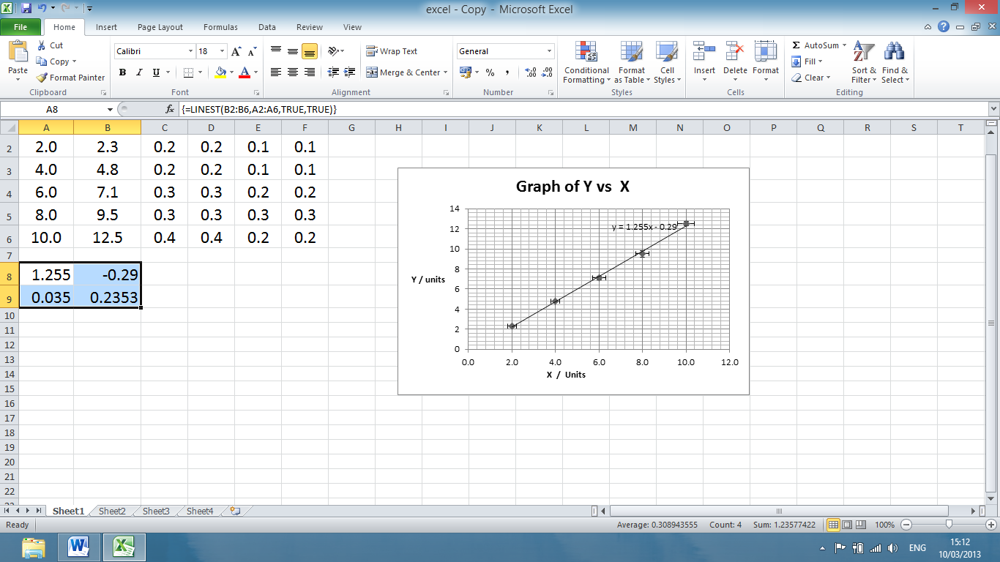 excel - Copy - Microsoft Excel
File Home Insert Page Layout Formulas Data Review View
Paste
Cut
Copy
Format Painter
Clipboard
Calibri 18
B I U
Font
Wrap Text
Merge & Center
Alignment
General
% ,
Number
Conditional Formatting
Format as Table
Cell Styles
Styles
Insert Delete Format
Cells
Σ AutoSum
Fill
Clear
Sort & Filter
Find & Select
Editing
A8 fx {=LINEST(B2:B6,A2:A6,TRUE,TRUE)}
A B C D E F G H I J K L M N O P Q R S T
2 2.0 2.3 0.2 0.2 0.1 0.1
3 4.0 4.8 0.2 0.2 0.1 0.1
4 6.0 7.1 0.3 0.3 0.2 0.2
5 8.0 9.5 0.3 0.3 0.3 0.3
6 10.0 12.5 0.4 0.4 0.2 0.2
7
8 1.255 -0.29
9 0.035 0.2353
10
11
12
13
14
15
16
17
18
19
20
21
22
Graph of Y vs X
14
12
10
8
6
4
2
0
y = 1.255x - 0.29
Y / units
0.0 2.0 4.0 6.0 8.0 10.0 12.0
X / Units
Sheet1 Sheet2 Sheet3 Sheet4
Ready Average: 0.308943555 Count: 4 Sum: 1.23577422 100%
ENG
15:12
10/03/2013